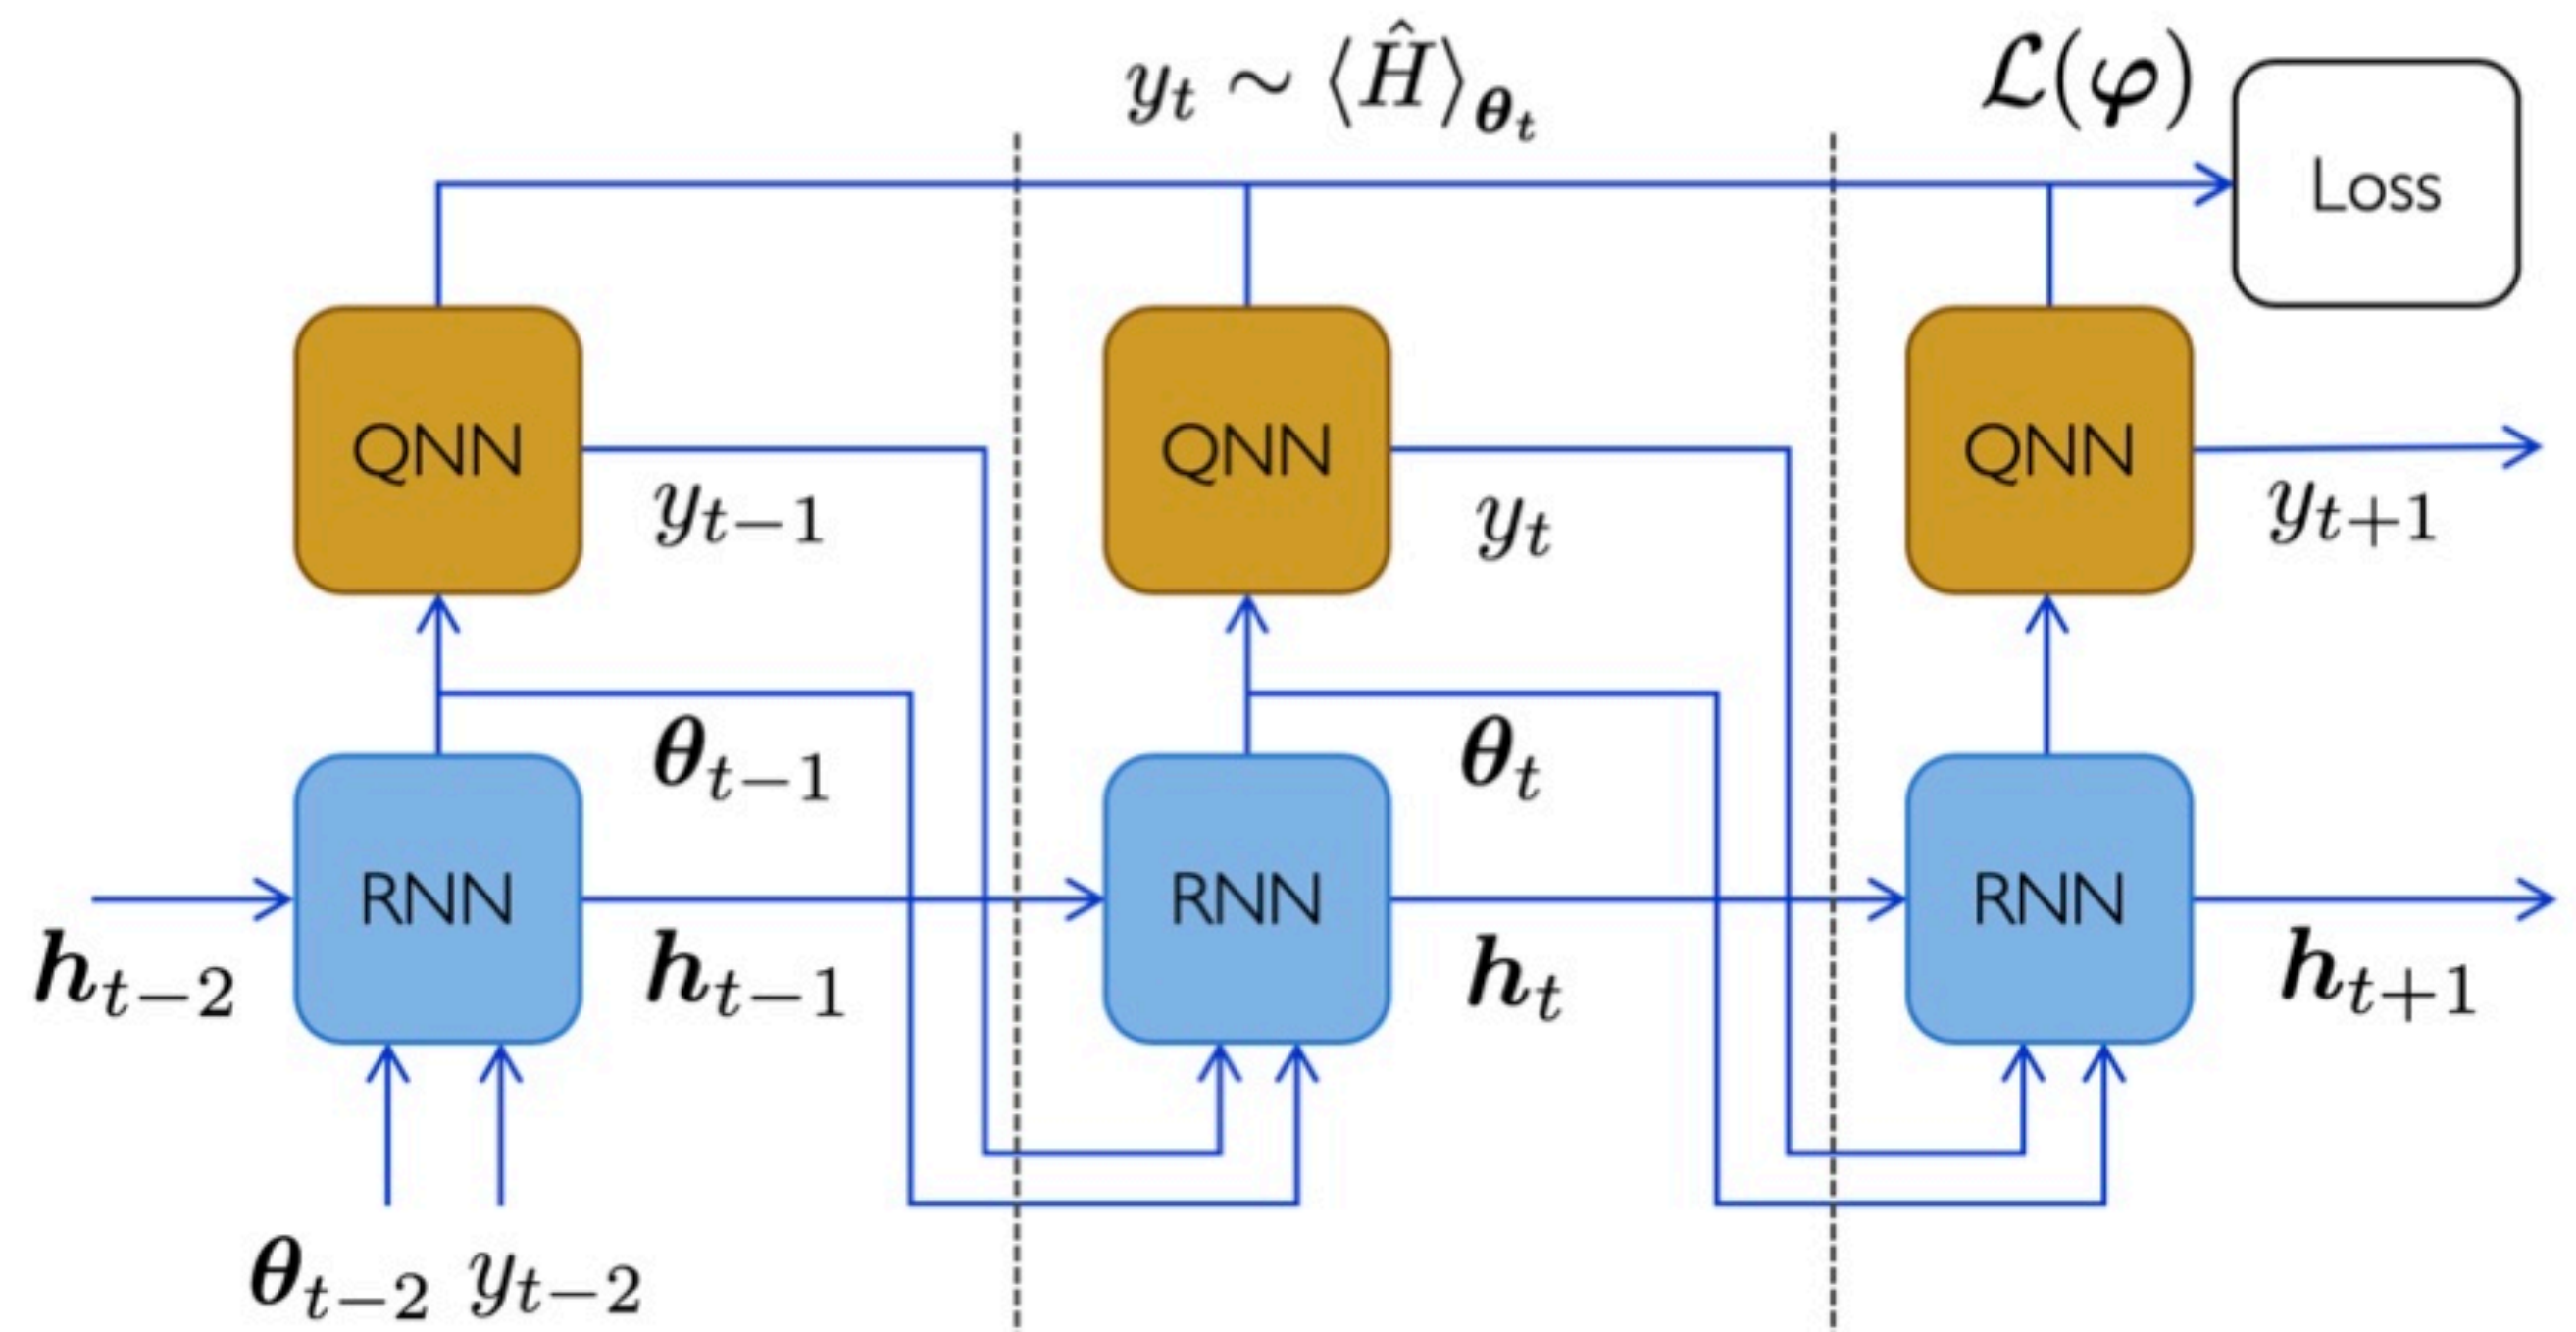 y_t ∼ ⟨Ĥ⟩_θ_t
ℒ(φ)
Loss
QNN
QNN
QNN
y_{t−1}
y_t
y_{t+1}
θ_{t−1}
θ_t
RNN
RNN
RNN
h_{t−2}
h_{t−1}
h_t
h_{t+1}
θ_{t−2} y_{t−2}